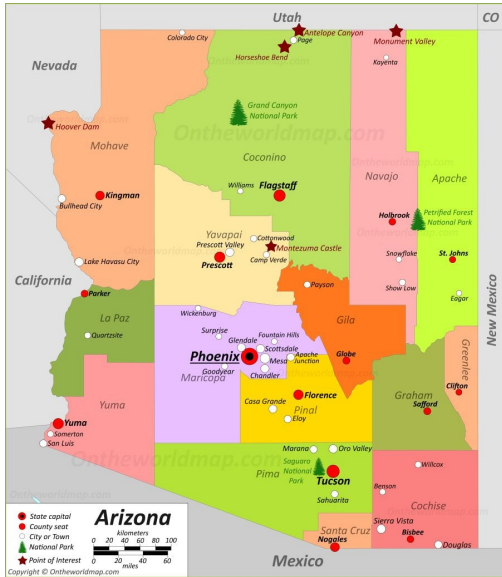 Utah
CO
Antelope Canyon
Page
Colorado City
Monument Valley
Horseshoe Bend
Kayenta
Nevada
Grand Canyon
National Park
Ontheworldmap.com
Hoover Dam
Mohave
Coconino
Navajo
Apache
Kingman
Williams
Flagstaff
Bullhead City
Holbrook
Petrified Forest
National Park
Yavapai
Cottonwood
Prescott Valley
Montezuma Castle
Camp Verde
Prescott
Snowflake
St. Johns
Lake Havasu City
California
Parker
Payson
Show Low
Eagar
New Mexico
La Paz
Wickenburg
Gila
Quartzsite
Surprise
Fountain Hills
Glendale
Scottsdale
Phoenix
Mesa
Apache
Junction
Globe
Goodyear
Chandler
Maricopa
Greenlee
Clifton
Graham
Safford
Yuma
Florence
Casa Grande
Pinal
Eloy
Yuma
Somerton
San Luis
Marana
Oro Valley
Ontheworldmap.com
Saguaro
National
Park
Pima
Tucson
Willcox
Benson
Sahuarita
Cochise
Santa Cruz
Sierra Vista
Bisbee
Nogales
Douglas
Mexico
State capital
County seat
City or Town
National Park
Point of Interest
Arizona
kilometers
0 20 40 60 80 100
0 20 40 60
miles
Copyright © Ontheworldmap.com